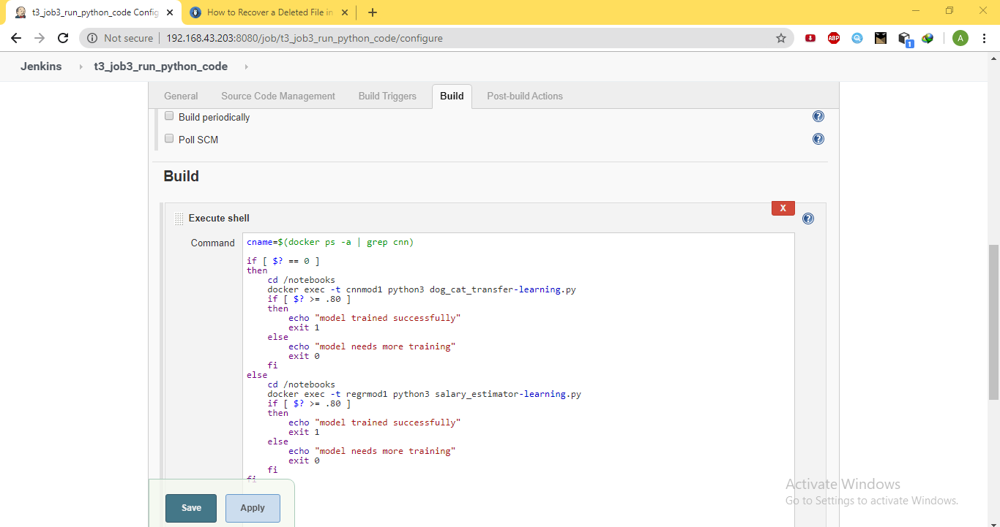 t3_job3_run_python_code Config
How to Recover a Deleted File in
Not secure
192.168.43.203:8080/job/t3_job3_run_python_code/configure
ABP
1
A
Jenkins
t3_job3_run_python_code
General
Source Code Management
Build Triggers
Build
Post-build Actions
Build periodically
?
Poll SCM
?
Build
X
Execute shell
?
Command
cname=$(docker ps -a | grep cnn)
if [ $? == 0 ]
then
cd /notebooks
docker exec -t cnnmod1 python3 dog_cat_transfer-learning.py
if [ $? >= .80 ]
then
echo "model trained successfully"
exit 1
else
echo "model needs more training"
exit 0
fi
else
cd /notebooks
docker exec -t regrmod1 python3 salary_estimator-learning.py
if [ $? >= .80 ]
then
echo "model trained successfully"
exit 1
else
echo "model needs more training"
exit 0
fi
fi
Save
Apply
Activate Windows
Go to Settings to activate Windows.